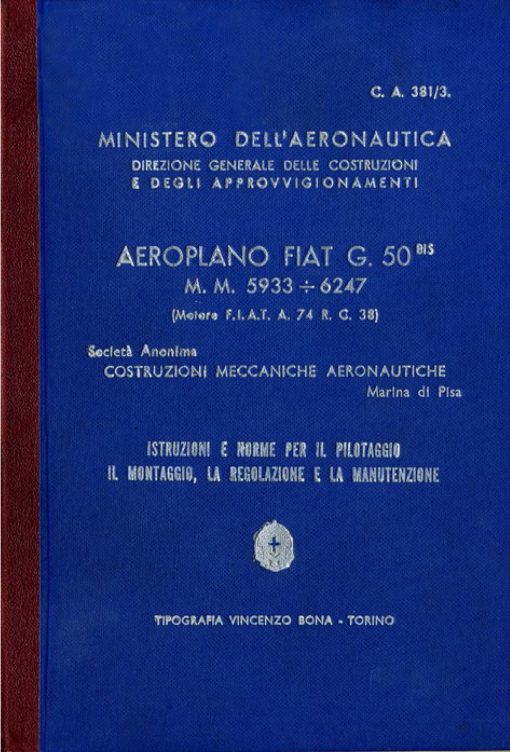 C. A. 381/3.
MINISTERO DELL'AERONAUTICA
DIREZIONE GENERALE DELLE COSTRUZIONI
E DEGLI APPROVVIGIONAMENTI
AEROPLANO FIAT G. 50 BIS
M. M. 5933 ÷ 6247
(Motore F.I.A.T. A. 74 R. C. 38)
Società Anonima
COSTRUZIONI MECCANICHE AERONAUTICHE
Marina di Pisa
ISTRUZIONI E NORME PER IL PILOTAGGIO
IL MONTAGGIO, LA REGOLAZIONE E LA MANUTENZIONE
TIPOGRAFIA VINCENZO BONA - TORINO